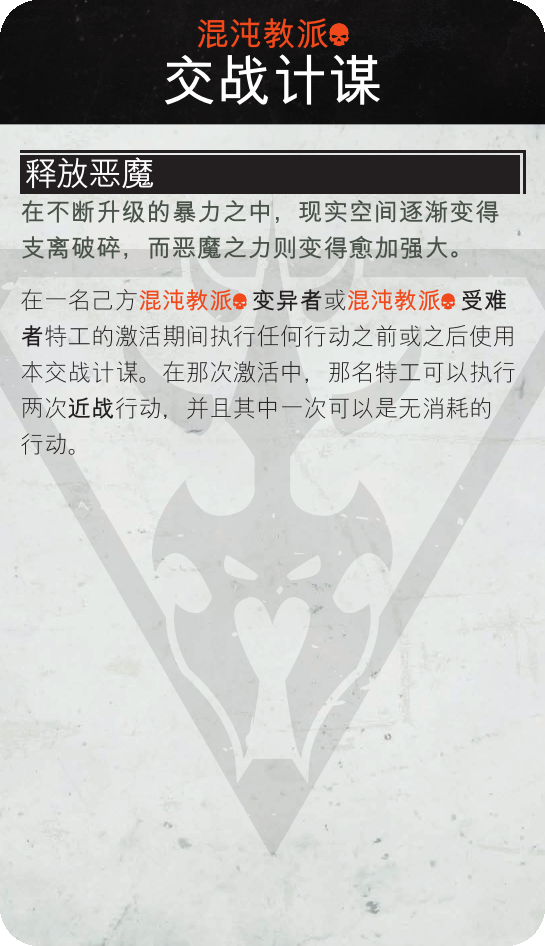 混沌教派
交战计谋
释放恶魔
在不断升级的暴力之中，现实空间逐渐变得
支离破碎，而恶魔之力则变得愈加强大。
在一名己方混沌教派 变异者或混沌教派 受难
者特工的激活期间执行任何行动之前或之后使用
本交战计谋。在那次激活中，那名特工可以执行
两次近战行动，并且其中一次可以是无消耗的
行动。